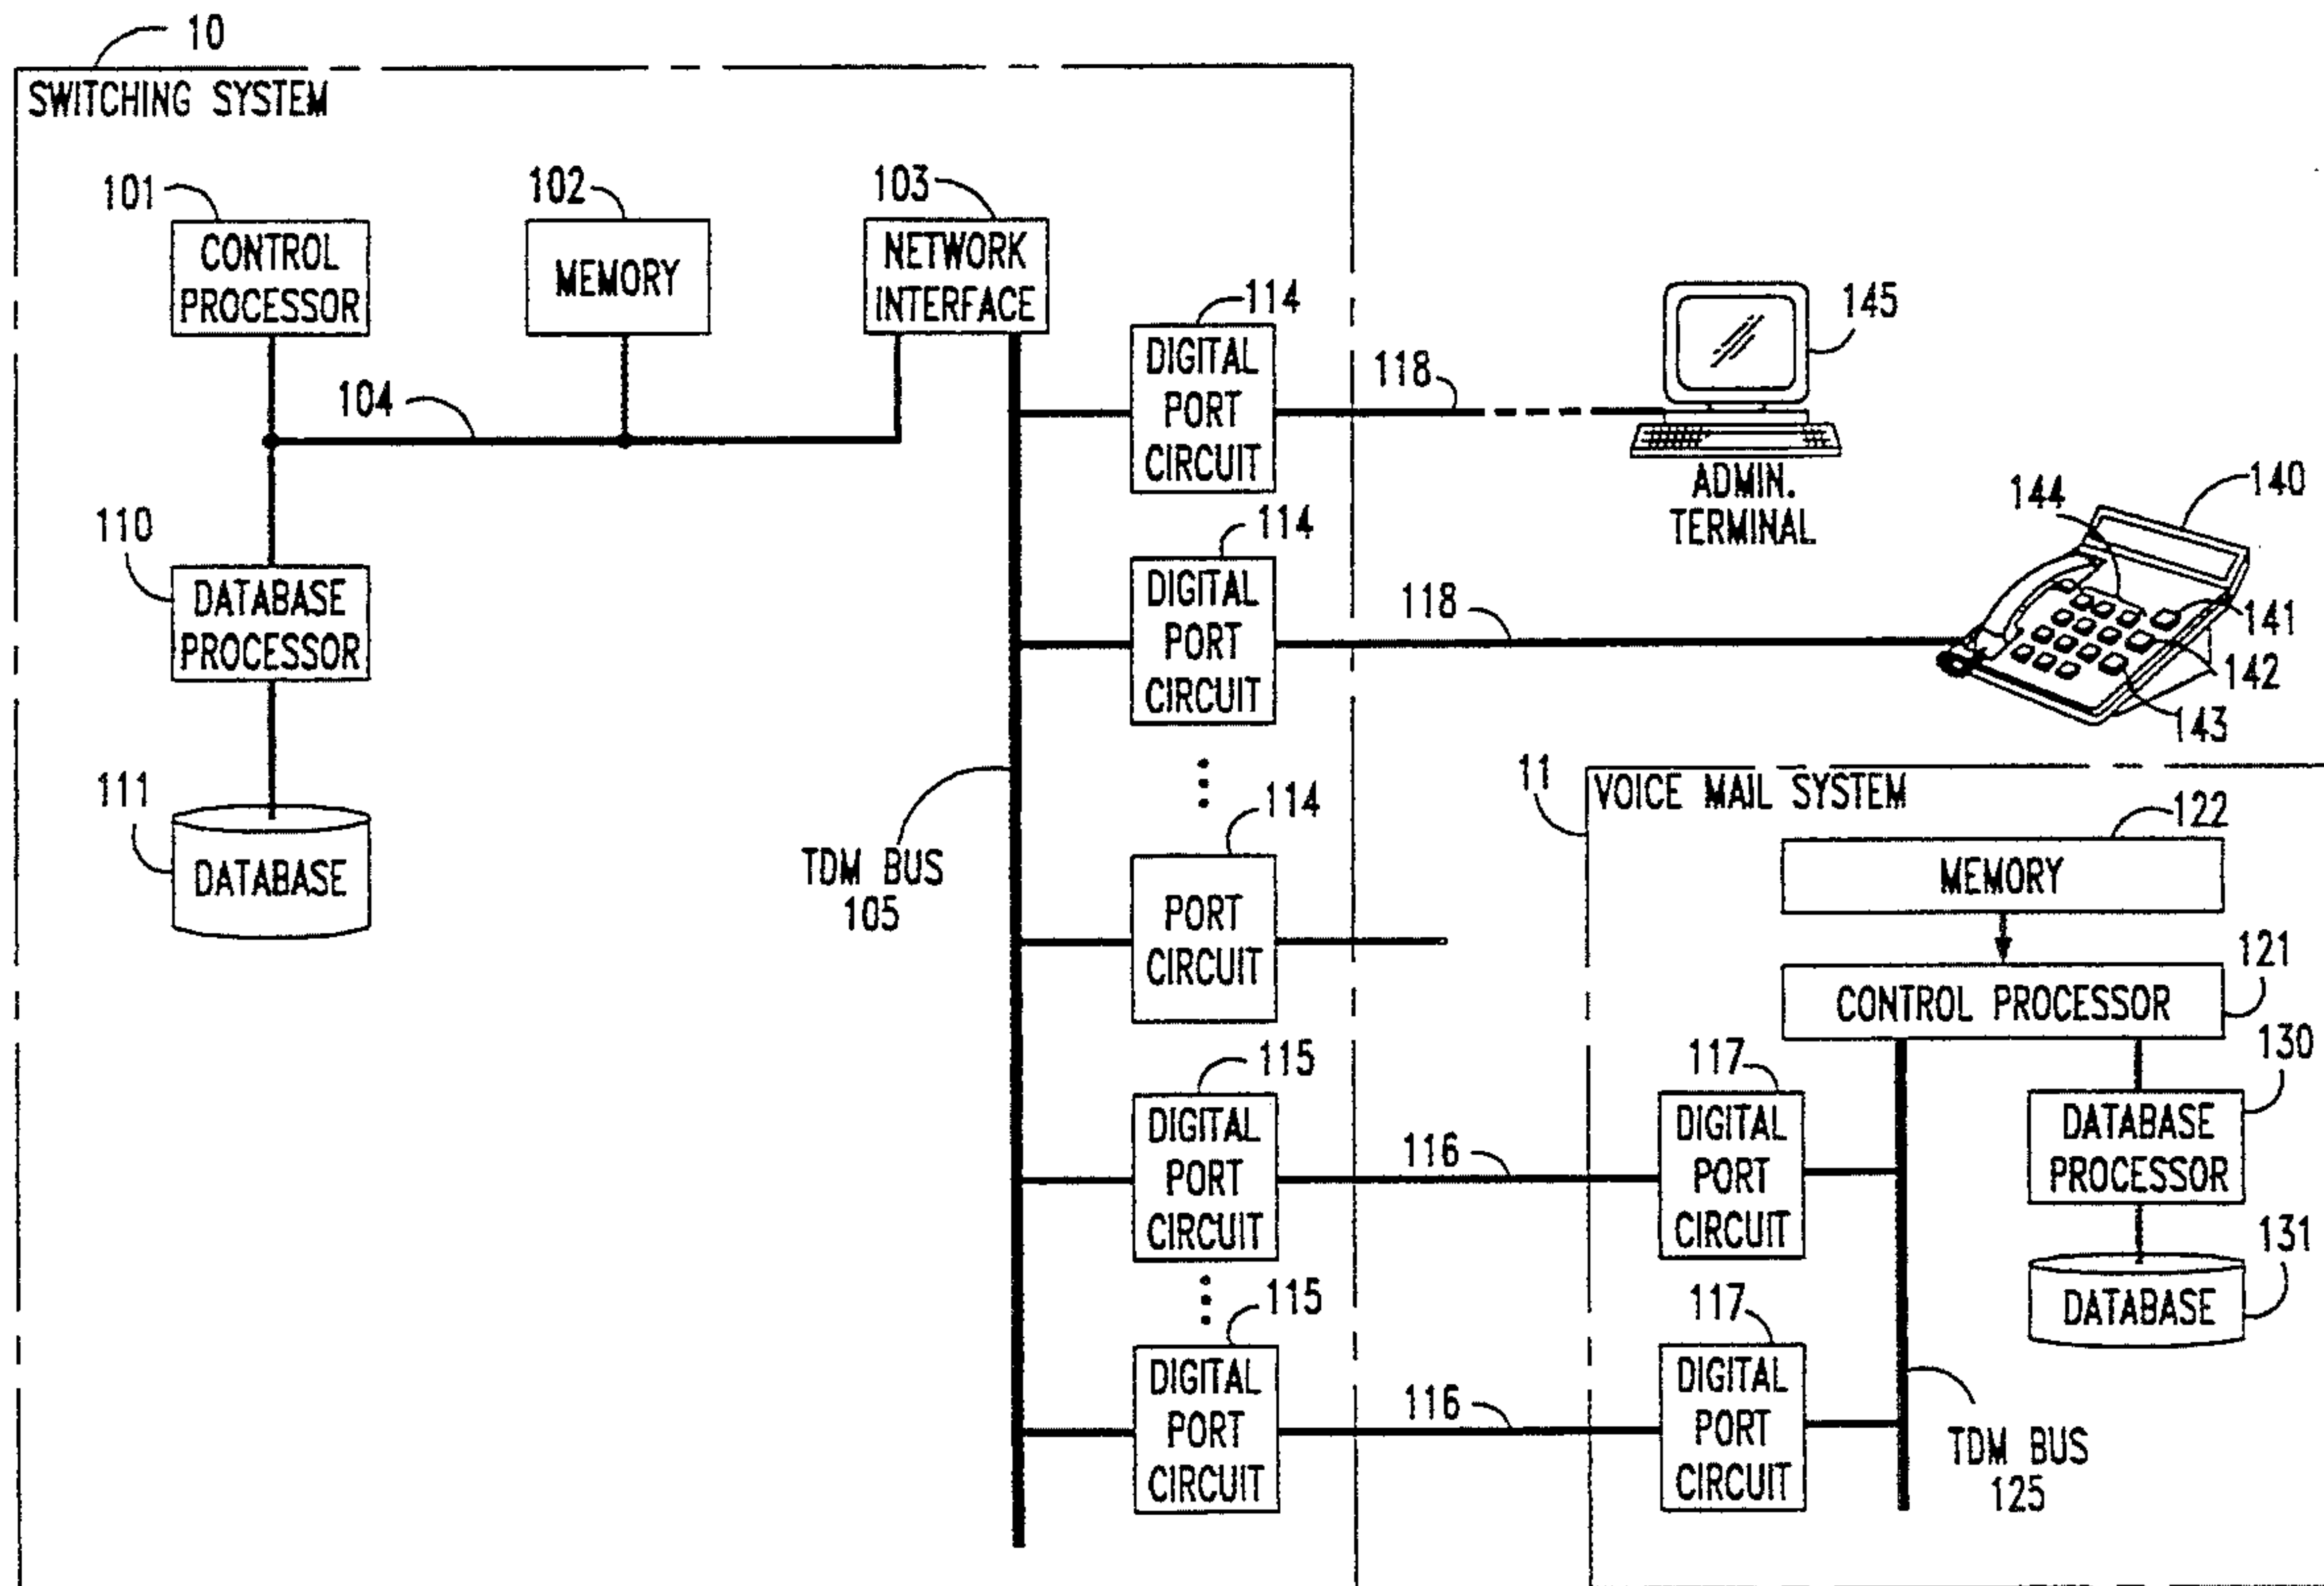 10
SWITCHING SYSTEM
101
102
103
CONTROL
PROCESSOR
MEMORY
NETWORK
INTERFACE
104
114
DIGITAL
PORT
CIRCUIT
118
145
ADMIN.
TERMINAL
110
DATABASE
PROCESSOR
114
DIGITAL
PORT
CIRCUIT
118
144
140
141
142
143
111
DATABASE
TDM BUS
105
114
PORT
CIRCUIT
11
VOICE MAIL SYSTEM
122
MEMORY
121
CONTROL PROCESSOR
115
DIGITAL
PORT
CIRCUIT
116
117
DIGITAL
PORT
CIRCUIT
130
DATABASE
PROCESSOR
131
DATABASE
115
DIGITAL
PORT
CIRCUIT
116
117
DIGITAL
PORT
CIRCUIT
TDM BUS
125